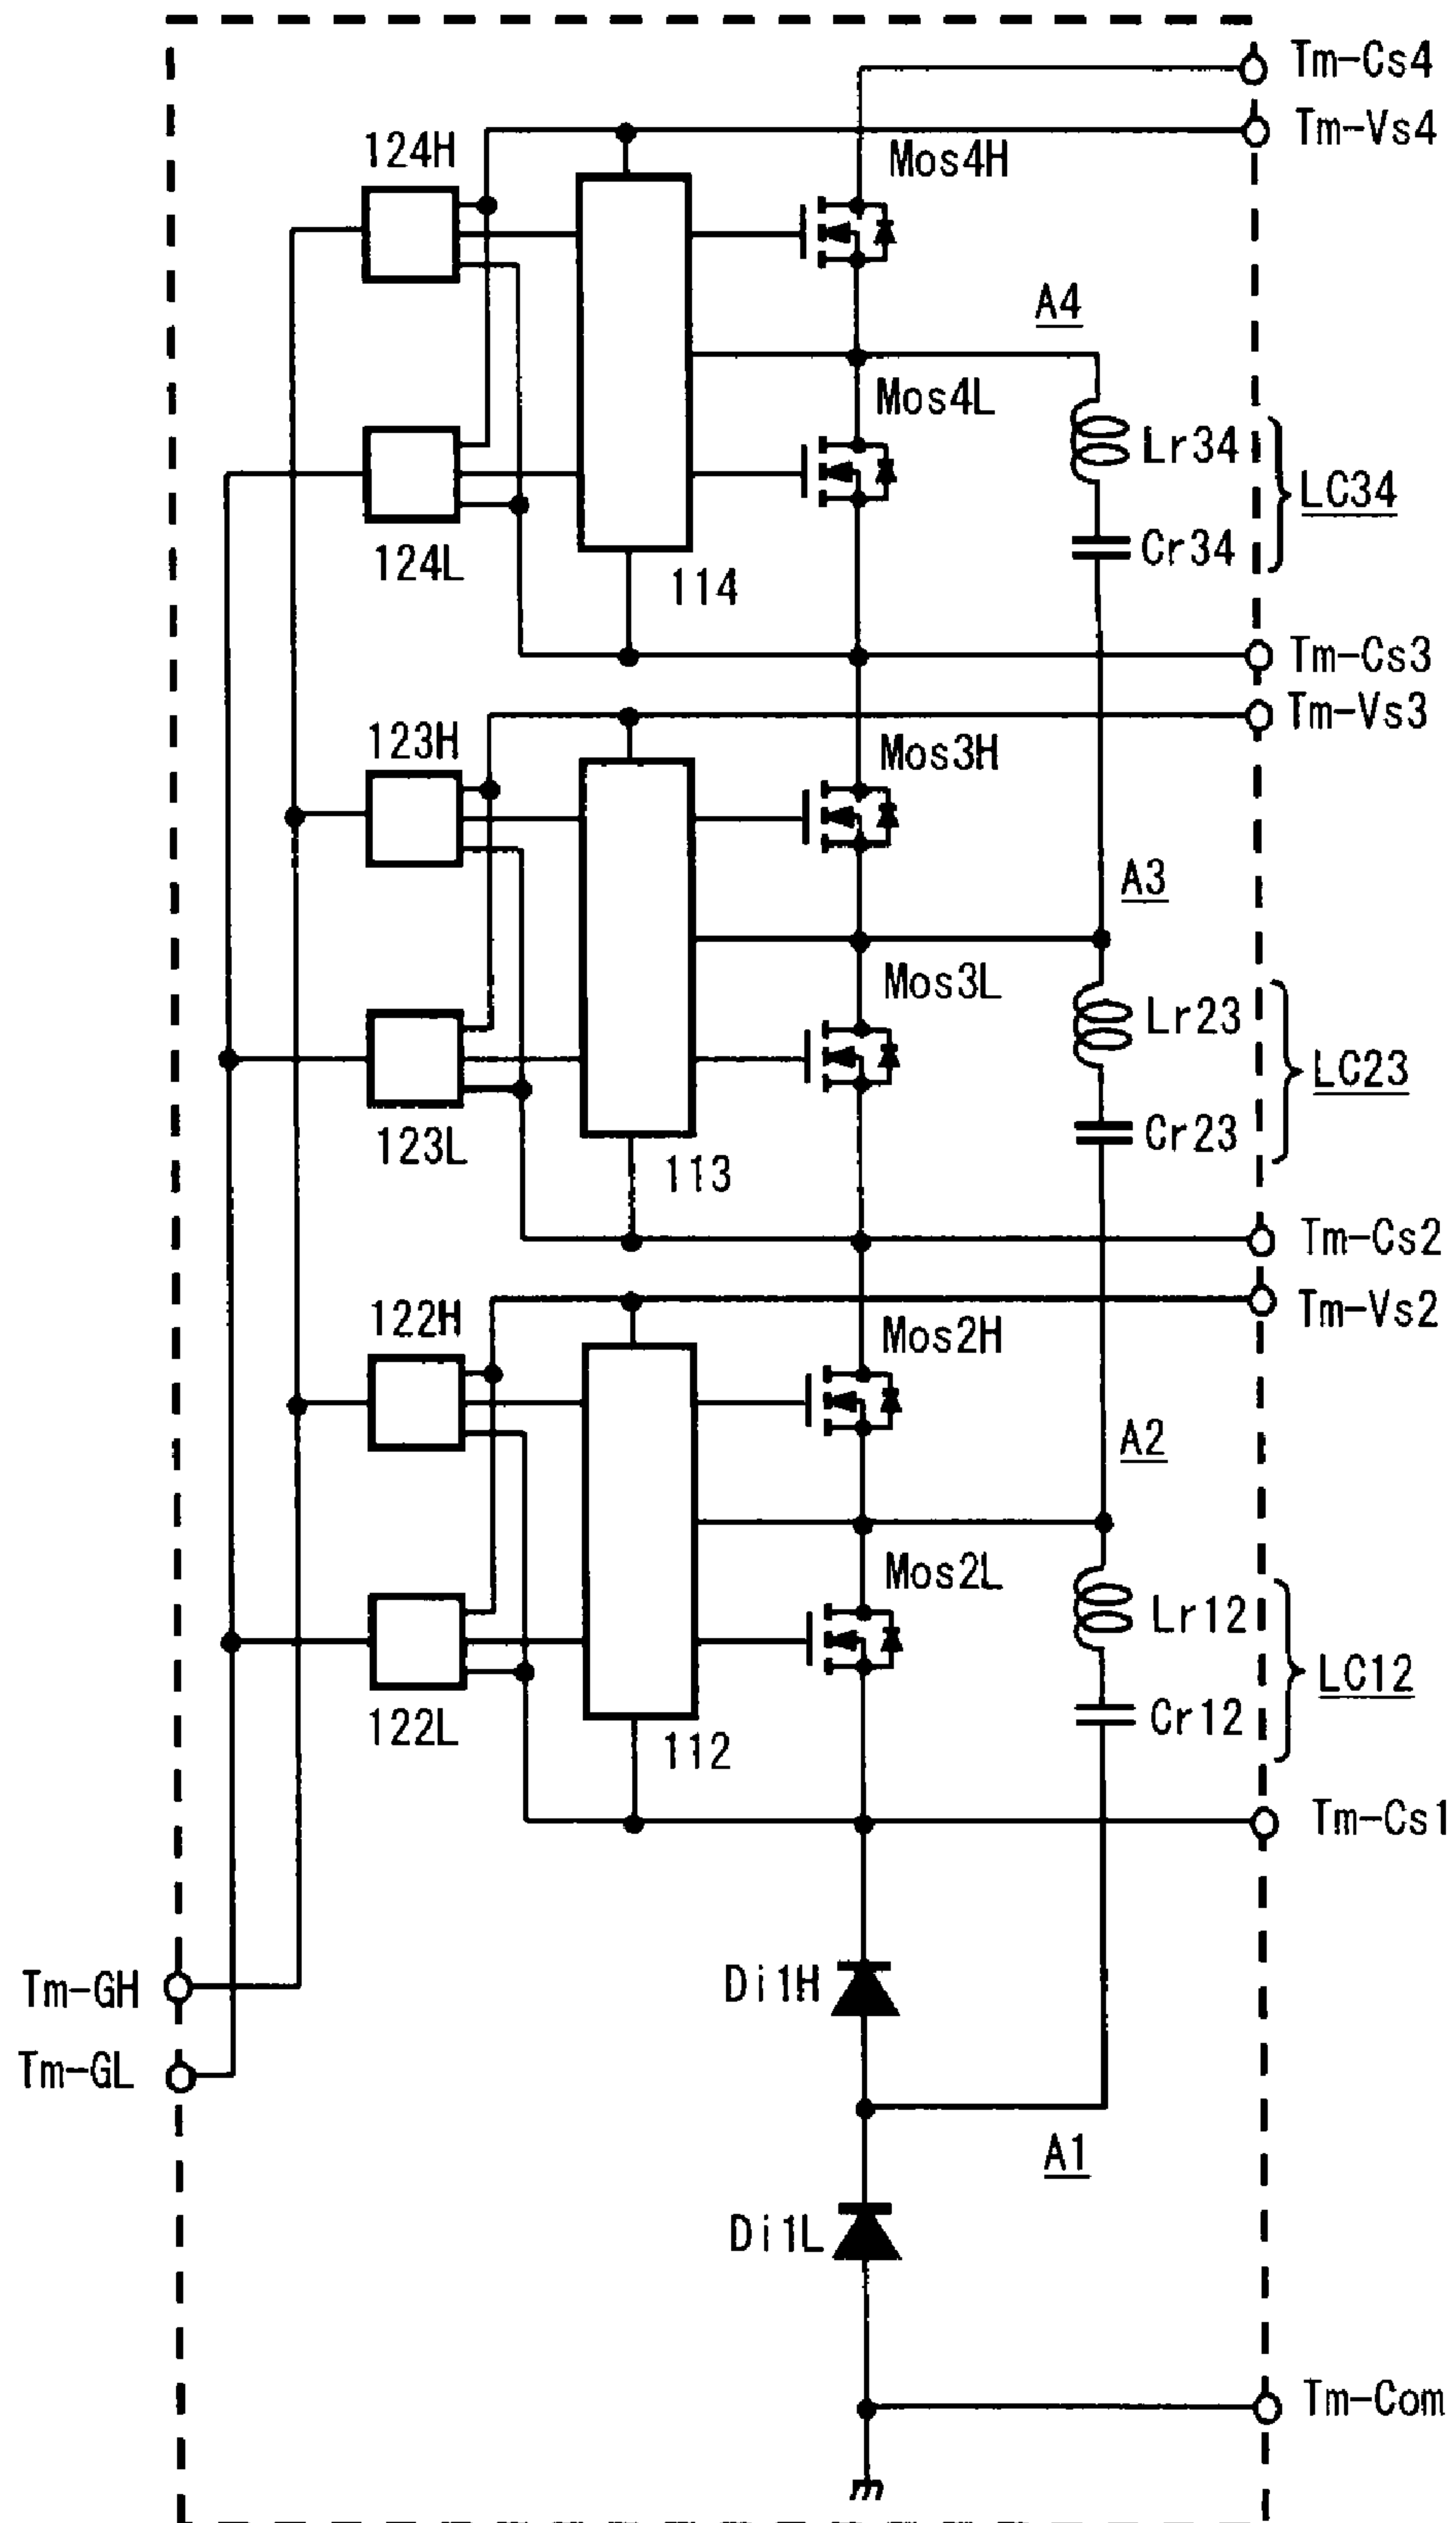 Tm-Cs4
Tm-Vs4
124H
Mos4H
A4
Mos4L
Lr34
LC34
Cr34
124L
114
Tm-Cs3
Tm-Vs3
123H
Mos3H
A3
Mos3L
Lr23
LC23
Cr23
123L
113
Tm-Cs2
Tm-Vs2
122H
Mos2H
A2
Mos2L
Lr12
LC12
Cr12
122L
112
Tm-Cs1
Di1H
Tm-GH
Tm-GL
A1
Di1L
Tm-Com